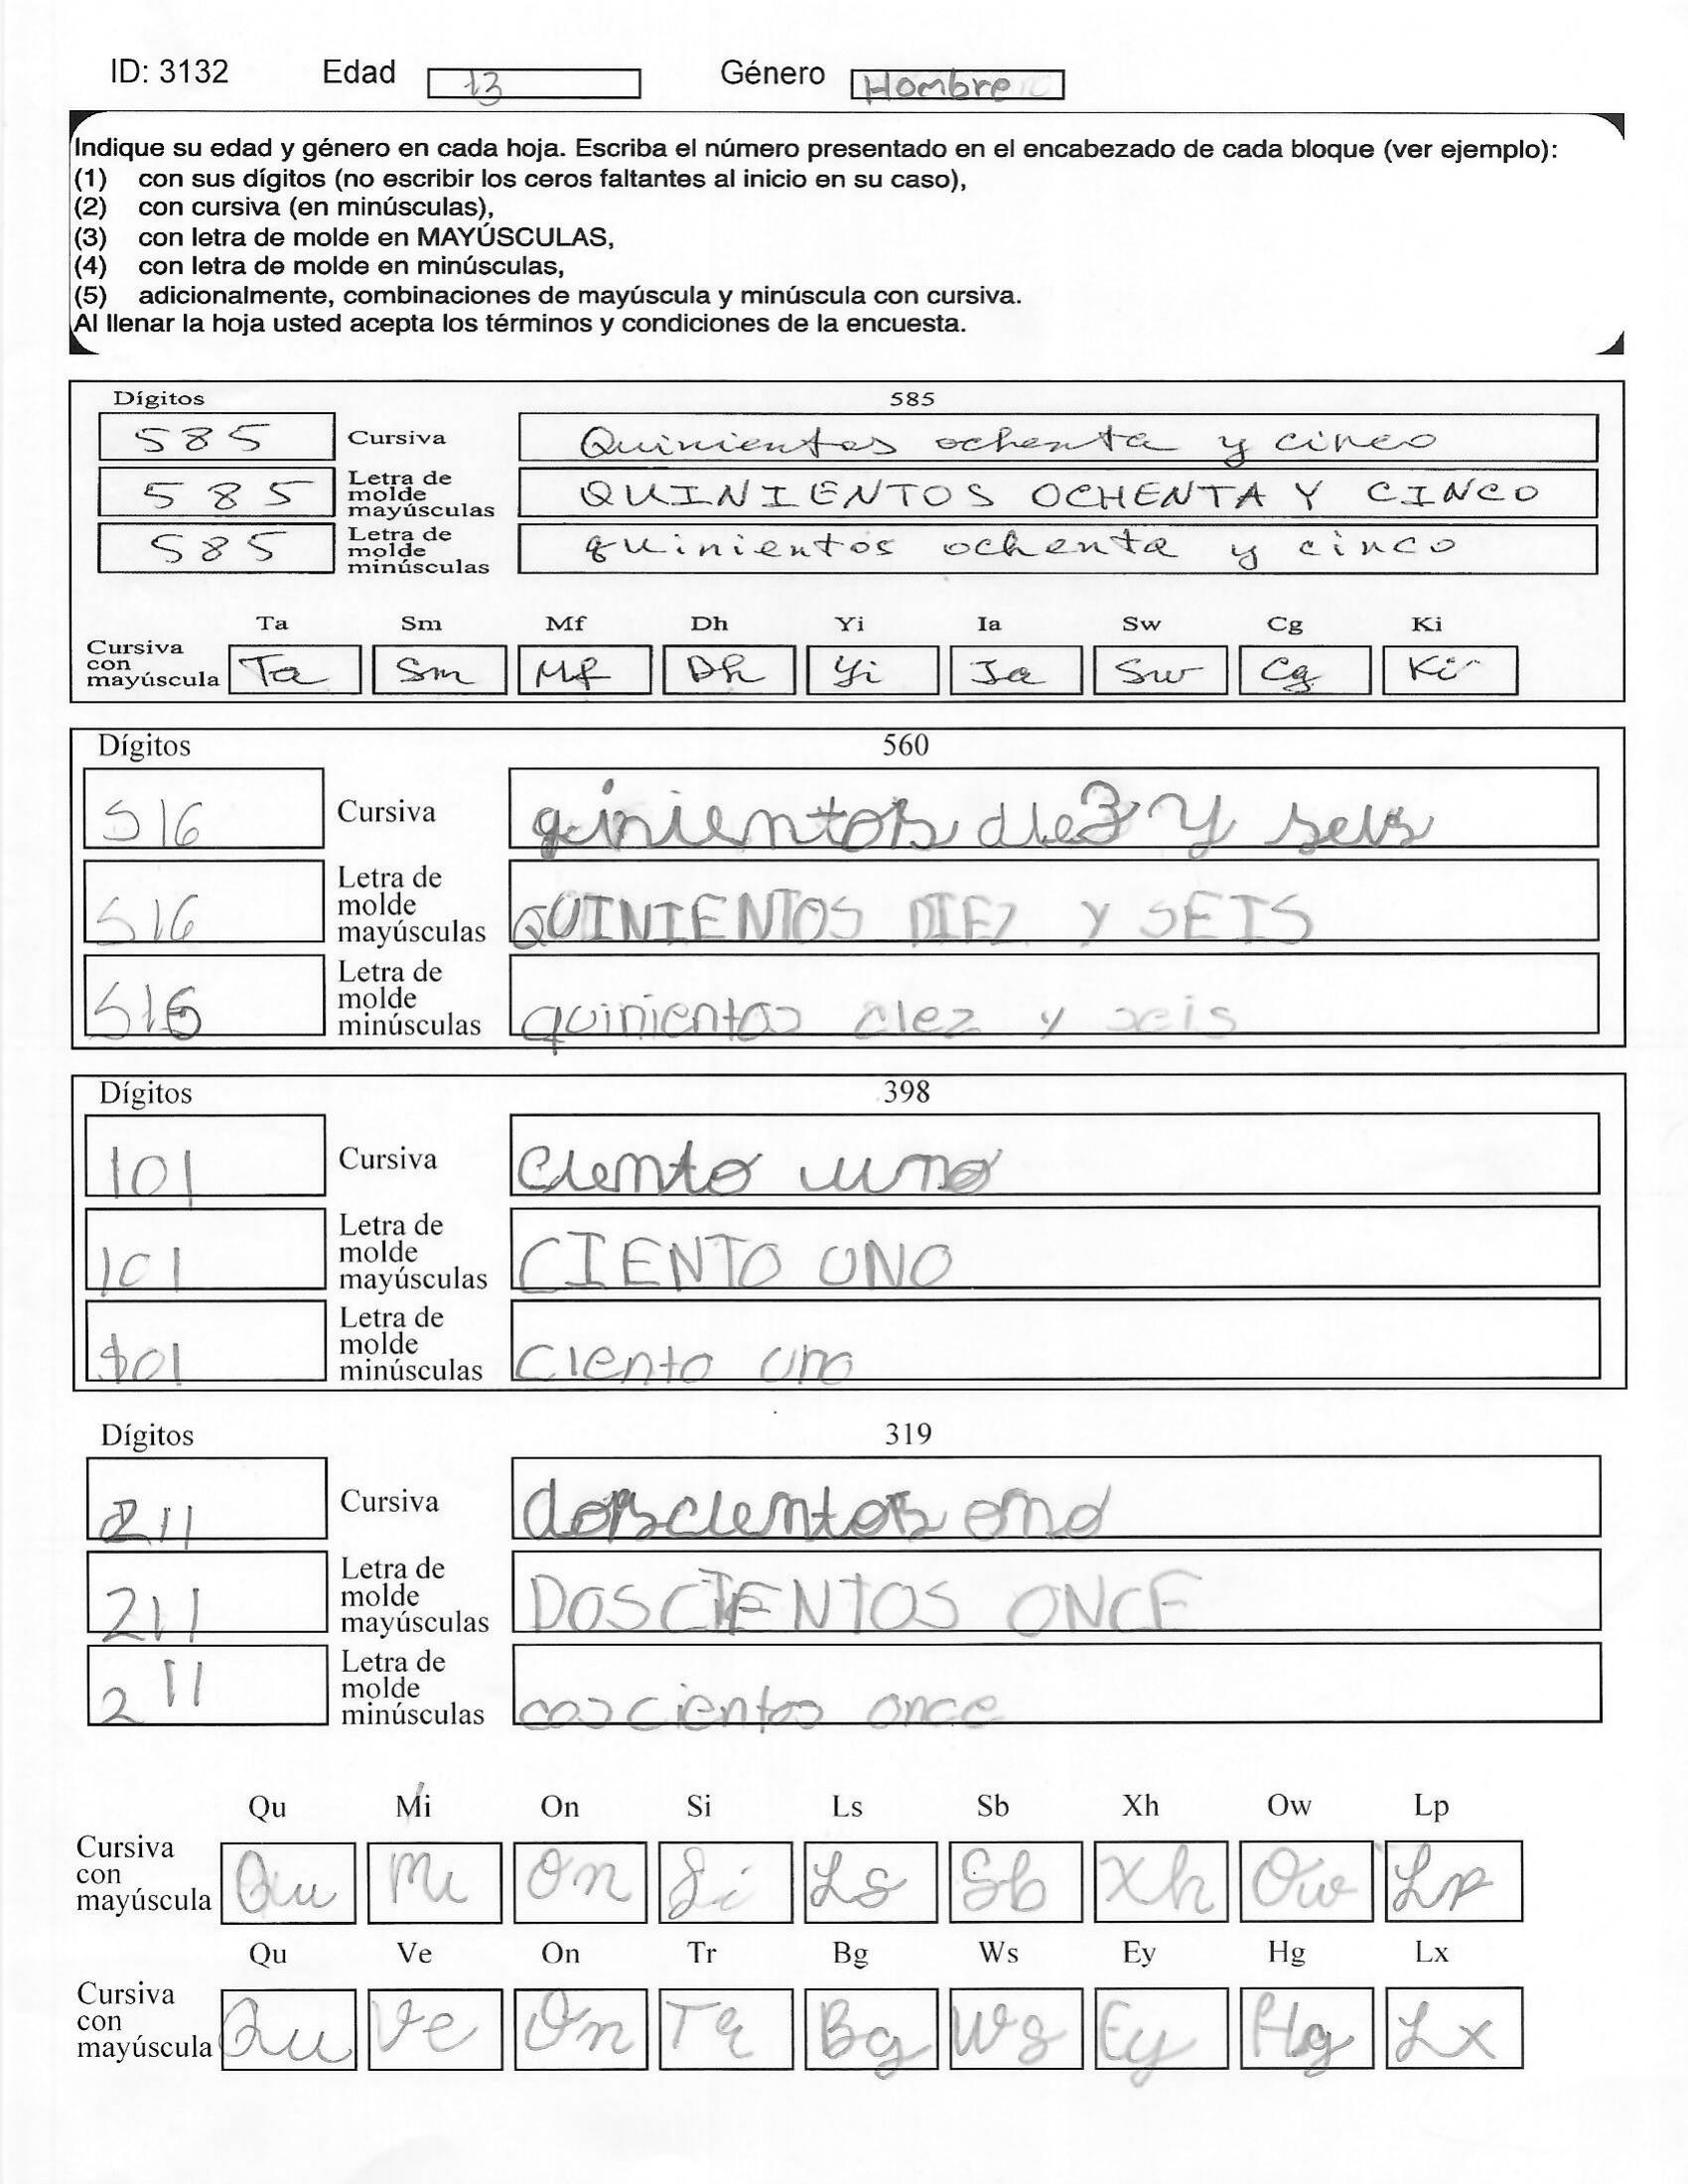 ID: 3132 Edad 13 Género Hombre
Indique su edad y género en cada hoja. Escriba el número presentado en el encabezado de cada bloque (ver ejemplo):
(1) con sus dígitos (no escribir los ceros faltantes al inicio en su caso),
(2) con cursiva (en minúsculas),
(3) con letra de molde en MAYÚSCULAS,
(4) con letra de molde en minúsculas,
(5) adicionalmente, combinaciones de mayúscula y minúscula con cursiva.
Al llenar la hoja usted acepta los términos y condiciones de la encuesta.
Dígitos 585
585 Cursiva Quinientos ochenta y cinco
585 Letra de molde mayúsculas QUINIENTOS OCHENTA Y CINCO
585 Letra de molde minúsculas quinientos ochenta y cinco
Ta Sm Mf Dh Yi Ia Sw Cg Ki
Cursiva con mayúscula Ta Sm Mf Dh Yi Ia Sw Cg Ki
Dígitos 560
516 Cursiva qinientos diez y seis
516 Letra de molde mayúsculas QUINIENTOS DIEZ Y SEIS
516 Letra de molde minúsculas quinientos diez y seis
Dígitos 398
101 Cursiva ciento uno
101 Letra de molde mayúsculas CIENTO UNO
101 Letra de molde minúsculas ciento uno
Dígitos 319
211 Cursiva doscientos ono
211 Letra de molde mayúsculas DOSCIENTOS ONCE
211 Letra de molde minúsculas coscientos once
Qu Mi On Si Ls Sb Xh Ow Lp
Cursiva con mayúscula Qu Mi On Si Ls Sb Xh Ow Lp
Qu Ve On Tr Bg Ws Ey Hg Lx
Cursiva con mayúscula Qu Ve On Tr Bg Ws Ey Hg Lx